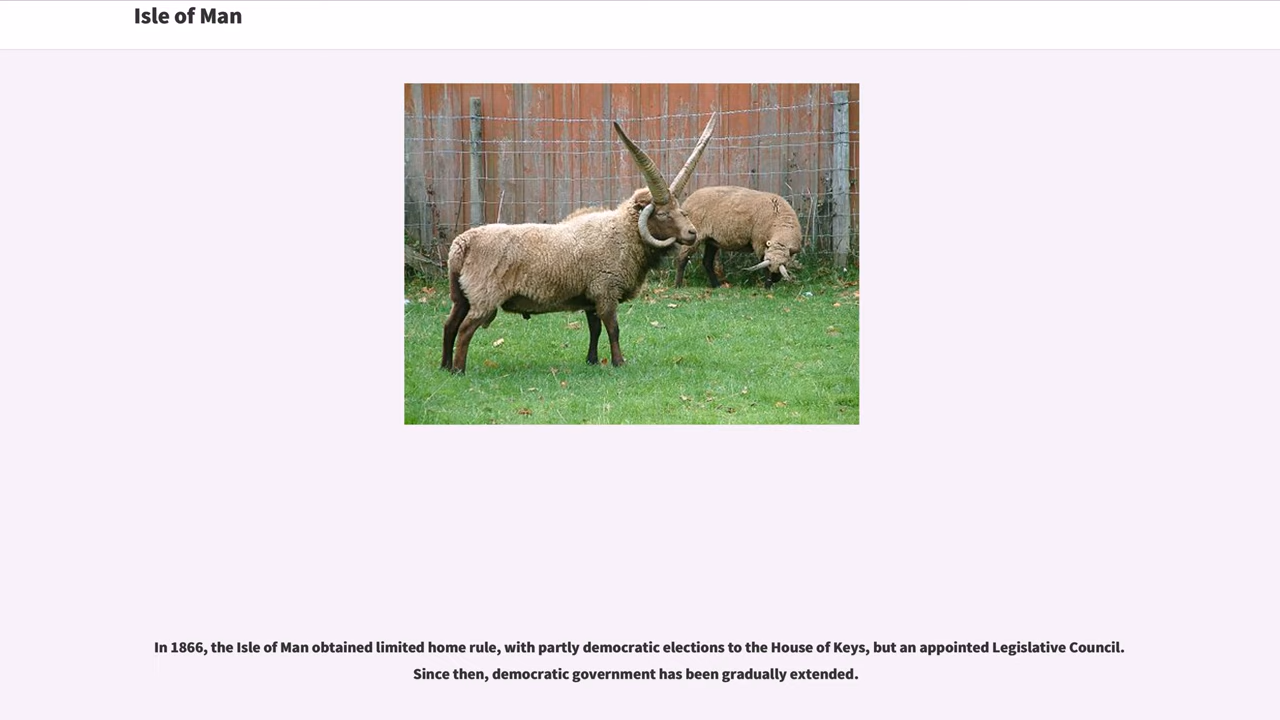 Isle of Man
In 1866, the Isle of Man obtained limited home rule, with partly democratic elections to the House of Keys, but an appointed Legislative Council.
Since then, democratic government has been gradually extended.